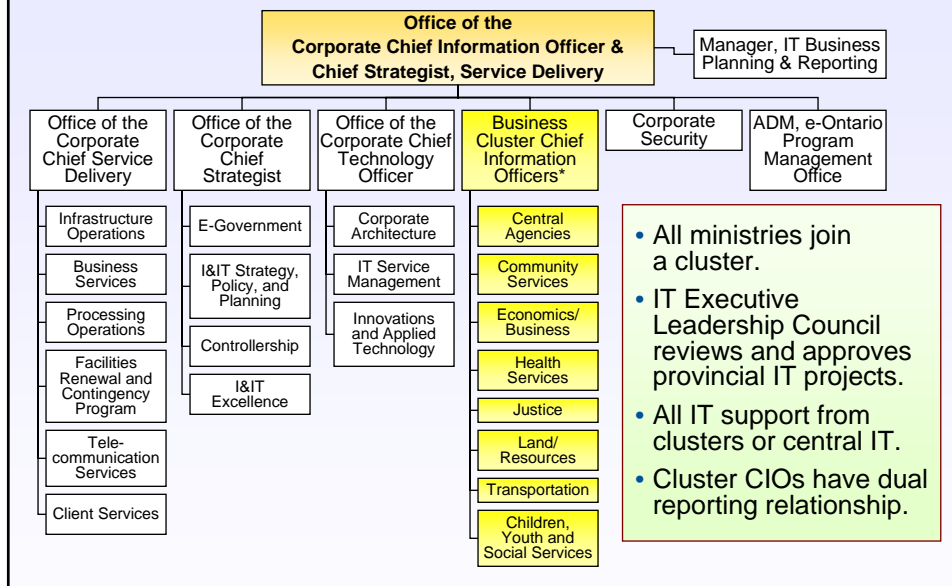 Office of the
Corporate Chief Information Officer &
Chief Strategist, Service Delivery
Manager, IT Business
Planning & Reporting
Office of the
Corporate
Chief Service
Delivery
Infrastructure
Operations
Business
Services
Processing
Operations
Facilities
Renewal and
Contingency
Program
Tele-
communication
Services
Client Services
Office of the
Corporate
Chief
Strategist
E-Government
I&IT Strategy,
Policy, and
Planning
Controllership
I&IT
Excellence
Office of the
Corporate Chief
Technology
Officer
Corporate
Architecture
IT Service
Management
Innovations
and Applied
Technology
Business
Cluster Chief
Information
Officers*
Central
Agencies
Community
Services
Economics/
Business
Health
Services
Justice
Land/
Resources
Transportation
Children,
Youth and
Social Services
Corporate
Security
ADM, e-Ontario
Program
Management
Office
• All ministries join
a cluster.
• IT Executive
Leadership Council
reviews and approves
provincial IT projects.
• All IT support from
clusters or central IT.
• Cluster CIOs have dual
reporting relationship.